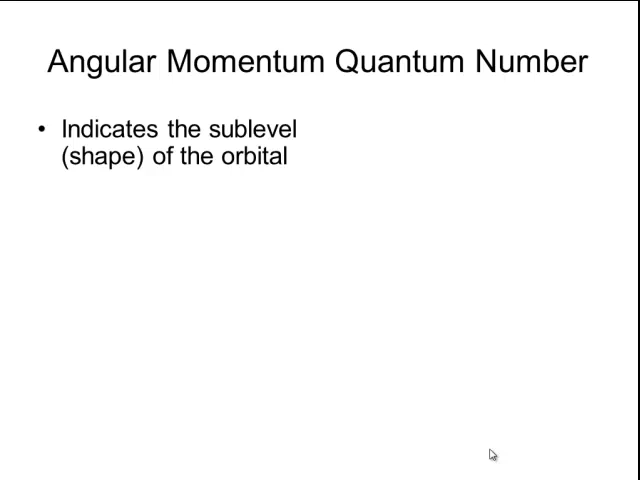 Angular Momentum Quantum Number
• Indicates the sublevel
(shape) of the orbital